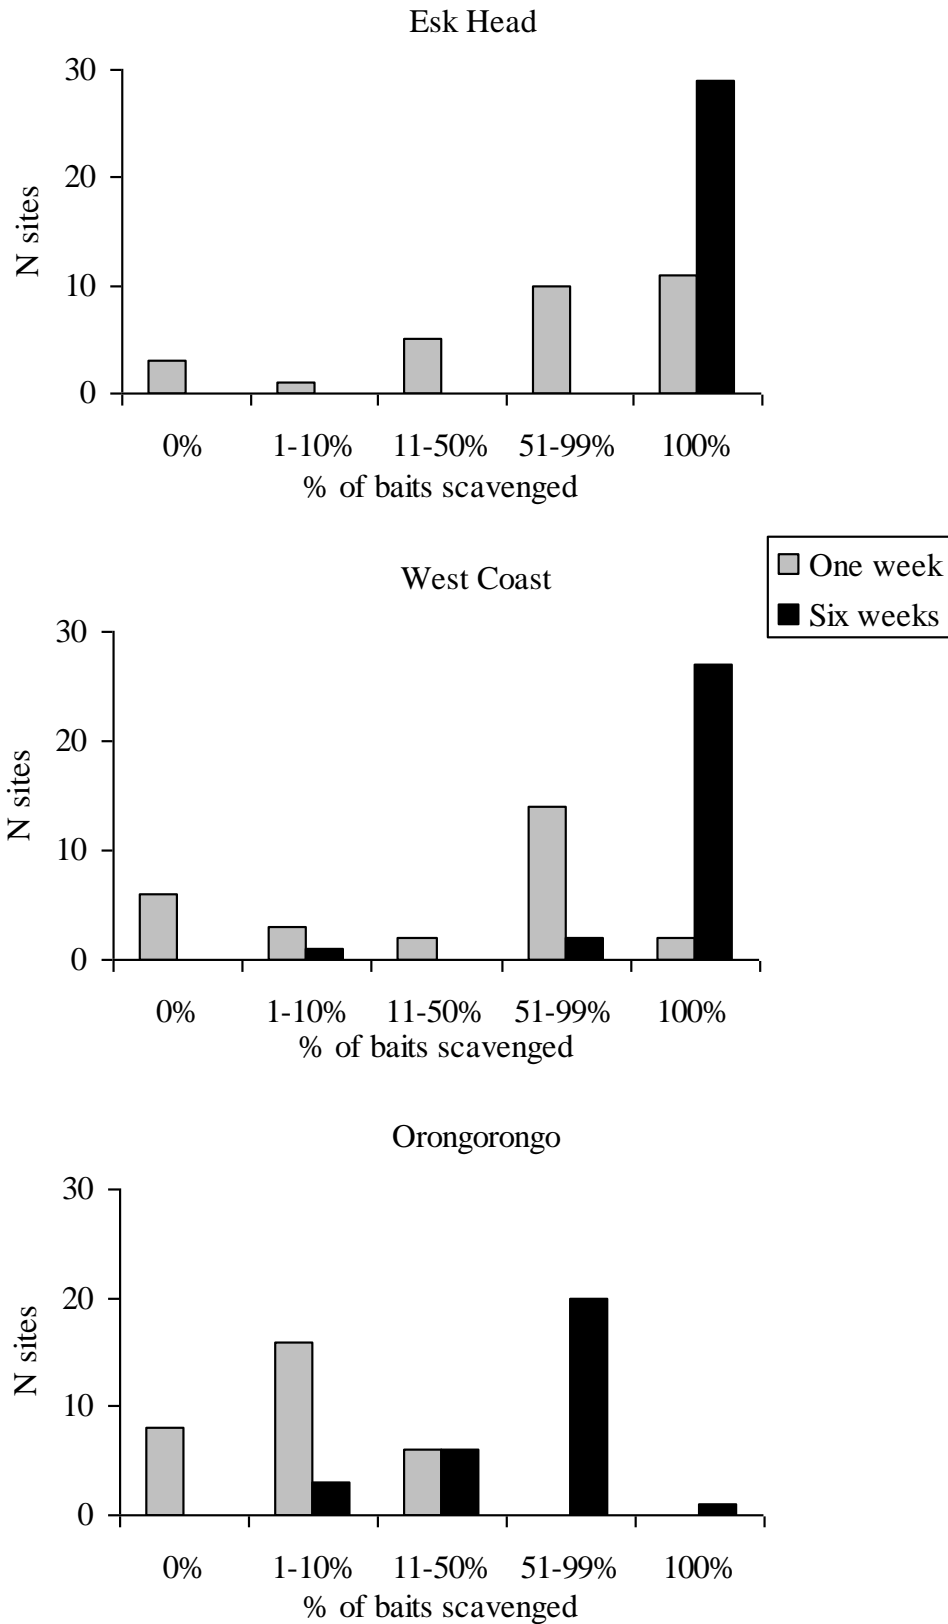 Esk Head
30
20
10
0
N sites
0% 1-10% 11-50% 51-99% 100%
% of baits scavenged
One week
Six weeks
West Coast
30
20
10
0
N sites
0% 1-10% 11-50% 51-99% 100%
% of baits scavenged
Orongorongo
30
20
10
0
N sites
0% 1-10% 11-50% 51-99% 100%
% of baits scavenged